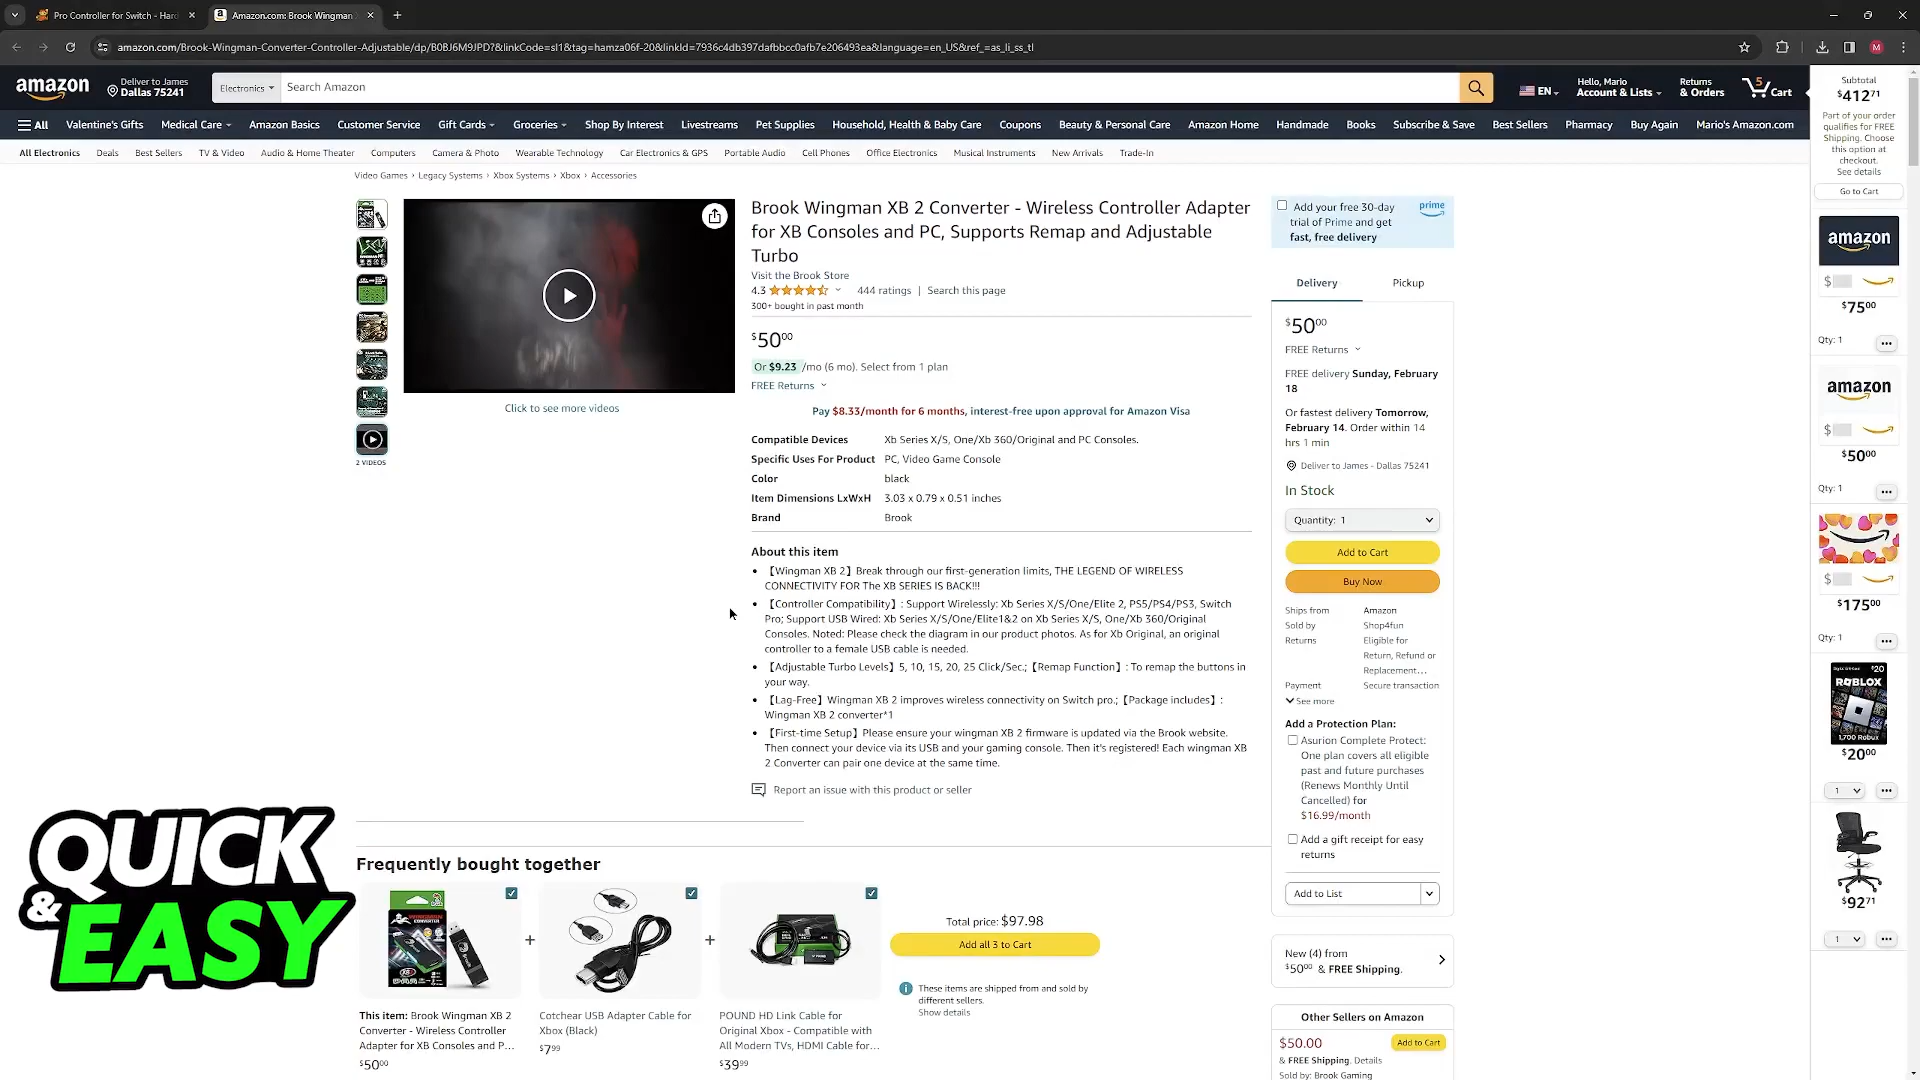 Pro Controller for Switch - Hard
Amazon.com: Brook Wingman
amazon.com/Brook-Wingman-Converter-Controller-Adjustable/dp/B0BJ6M9JPD?&linkCode=sl1&tag=hamza06f-20&linkId=7936c4db397dafbbcc0afb7e206493ea&language=en_US&ref_=as_li_ss_tl
M
amazon
Deliver to James
Dallas 75241
Electronics
Search Amazon
EN
Hello, Mario
Account & Lists
Returns
& Orders
5
Cart
All
Valentine's Gifts
Medical Care
Amazon Basics
Customer Service
Gift Cards
Groceries
Shop By Interest
Livestreams
Pet Supplies
Household, Health & Baby Care
Coupons
Beauty & Personal Care
Amazon Home
Handmade
Books
Subscribe & Save
Best Sellers
Pharmacy
Buy Again
Mario's Amazon.com
All Electronics
Deals
Best Sellers
TV & Video
Audio & Home Theater
Computers
Camera & Photo
Wearable Technology
Car Electronics & GPS
Portable Audio
Cell Phones
Office Electronics
Musical Instruments
New Arrivals
Trade-In
Video Games › Legacy Systems › Xbox Systems › Xbox › Accessories
2 VIDEOS
Click to see more videos
Brook Wingman XB 2 Converter - Wireless Controller Adapter
for XB Consoles and PC, Supports Remap and Adjustable
Turbo
Visit the Brook Store
4.3 444 ratings | Search this page
300+ bought in past month
$5000
Or $9.23 /mo (6 mo). Select from 1 plan
FREE Returns
Pay $8.33/month for 6 months, interest-free upon approval for Amazon Visa
Compatible Devices Xb Series X/S, One/Xb 360/Original and PC Consoles.
Specific Uses For Product PC, Video Game Console
Color black
Item Dimensions LxWxH 3.03 x 0.79 x 0.51 inches
Brand Brook
About this item
• 【Wingman XB 2】Break through our first-generation limits, THE LEGEND OF WIRELESS
CONNECTIVITY FOR The XB SERIES IS BACK!!!
• 【Controller Compatibility】: Support Wirelessly: Xb Series X/S/One/Elite 2, PS5/PS4/PS3, Switch
Pro; Support USB Wired: Xb Series X/S/One/Elite1&2 on Xb Series X/S, One/Xb 360/Original
Consoles. Noted: Please check the diagram in our product photos. As for Xb Original, an original
controller to a female USB cable is needed.
• 【Adjustable Turbo Levels】5, 10, 15, 20, 25 Click/Sec.;【Remap Function】: To remap the buttons in
your way.
• 【Lag-Free】Wingman XB 2 improves wireless connectivity on Switch pro.;【Package includes】:
Wingman XB 2 converter*1
• 【First-time Setup】Please ensure your wingman XB 2 firmware is updated via the Brook website.
Then connect your device via its USB and your gaming console. Then it's registered! Each wingman XB
2 Converter can pair one device at the same time.
Report an issue with this product or seller
Add your free 30-day
trial of Prime and get
fast, free delivery
prime
Delivery
Pickup
$5000
FREE Returns
FREE delivery Sunday, February
18
Or fastest delivery Tomorrow,
February 14. Order within 14
hrs 1 min
Deliver to James - Dallas 75241
In Stock
Quantity: 1
Add to Cart
Buy Now
Ships from Amazon
Sold by Shop4fun
Returns Eligible for
Return, Refund or
Replacement...
Payment Secure transaction
See more
Add a Protection Plan:
Asurion Complete Protect:
One plan covers all eligible
past and future purchases
(Renews Monthly Until
Cancelled) for
$16.99/month
Add a gift receipt for easy
returns
Add to List
New (4) from
$5000 & FREE Shipping.
Other Sellers on Amazon
$50.00
Add to Cart
& FREE Shipping. Details
Sold by: Brook Gaming
Frequently bought together
+
+
This item: Brook Wingman XB 2
Converter - Wireless Controller
Adapter for XB Consoles and P...
$5000
Cotchear USB Adapter Cable for
Xbox (Black)
$799
POUND HD Link Cable for
Original Xbox - Compatible with
All Modern TVs, HDMI Cable for...
$3999
Total price: $97.98
Add all 3 to Cart
These items are shipped from and sold by
different sellers.
Show details
QUICK
& EASY
Subtotal
$41271
Part of your order
qualifies for FREE
Shipping. Choose
this option at
checkout.
See details
Go to Cart
amazon
$
$7500
Qty: 1
amazon
$
$5000
Qty: 1
$
$17500
Qty: 1
$20
ROBLOX
1,700 Robux
$2000
1
$9271
1